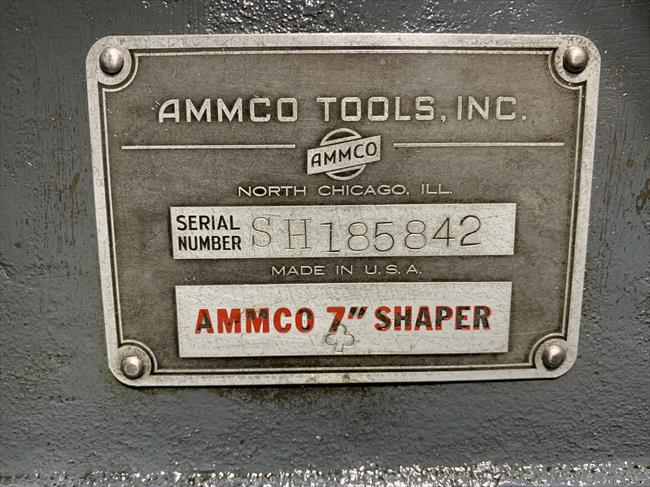 AMMCO TOOLS, INC.
AMMCO
NORTH CHICAGO, ILL.
SERIAL NUMBER SH185842
MADE IN U.S.A.
AMMCO 7" SHAPER